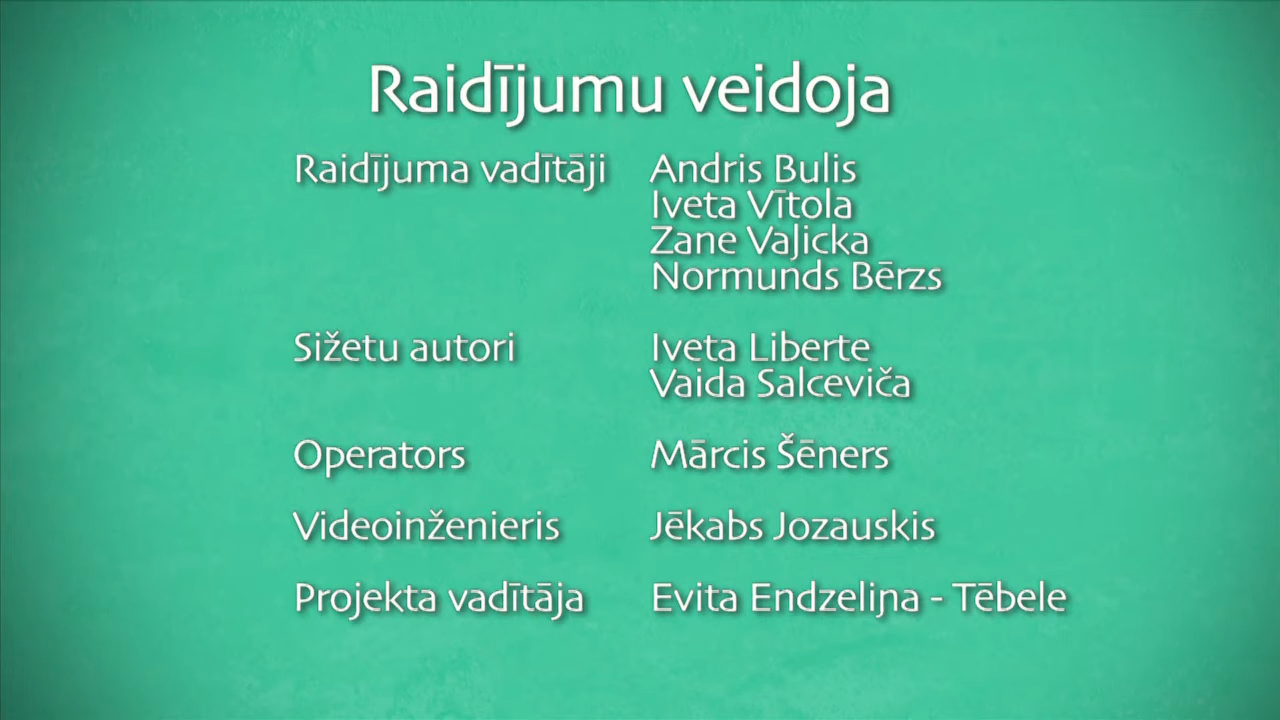 Raidījumu veidoja
Raidījuma vadītāji Andris Bulis
Iveta Vītola
Zane Vaļicka
Normunds Bērzs
Sižetu autori Iveta Liberte
Vaida Salceviča
Operators Mārcis Šēners
Videoinženieris Jēkabs Jozauskis
Projekta vadītāja Evita Endzeliņa - Tēbele